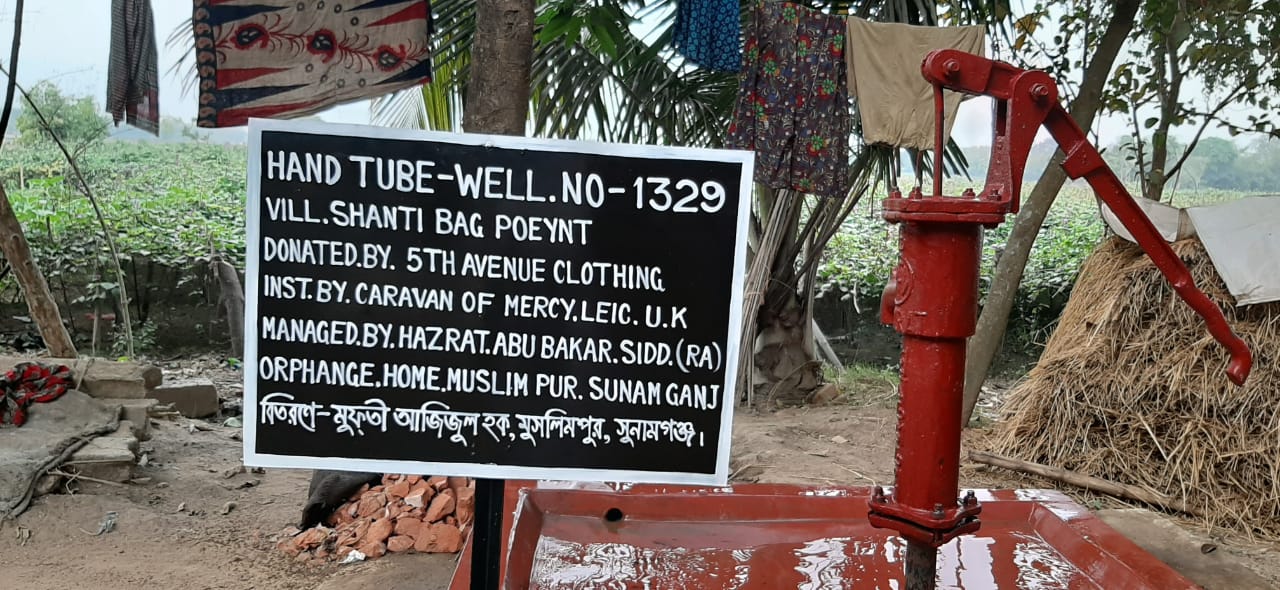 HAND TUBE-WELL.NO-1329
VILL.SHANTI BAG POEYNT
DONATED.BY. 5TH AVENUE CLOTHING
INST.BY. CARAVAN OF MERCY.LEIC. U.K
MANAGED.BY.HAZRAT.ABU BAKAR.SIDD.(RA)
ORPHANGE.HOME.MUSLIM PUR. SUNAM GANJ
বিতরণে-মুফ্তী আজিজুল হক, মুসলিমপুর, সুনামগঞ্জ।